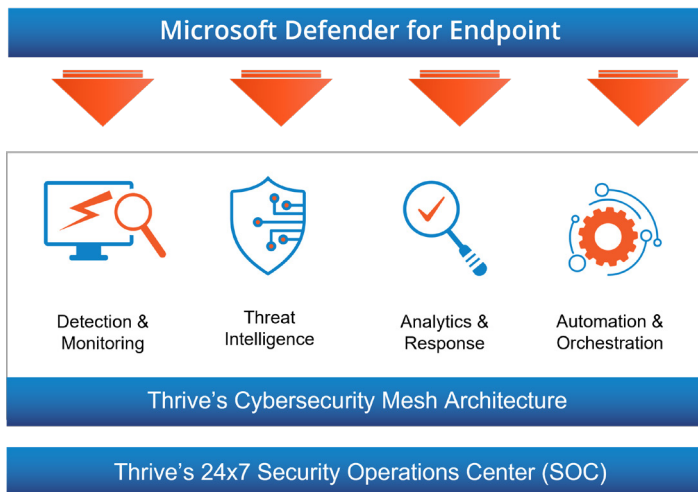 Microsoft Defender for Endpoint
Detection &
Monitoring
Threat
Intelligence
Analytics &
Response
Automation &
Orchestration
Thrive's Cybersecurity Mesh Architecture
Thrive's 24x7 Security Operations Center (SOC)